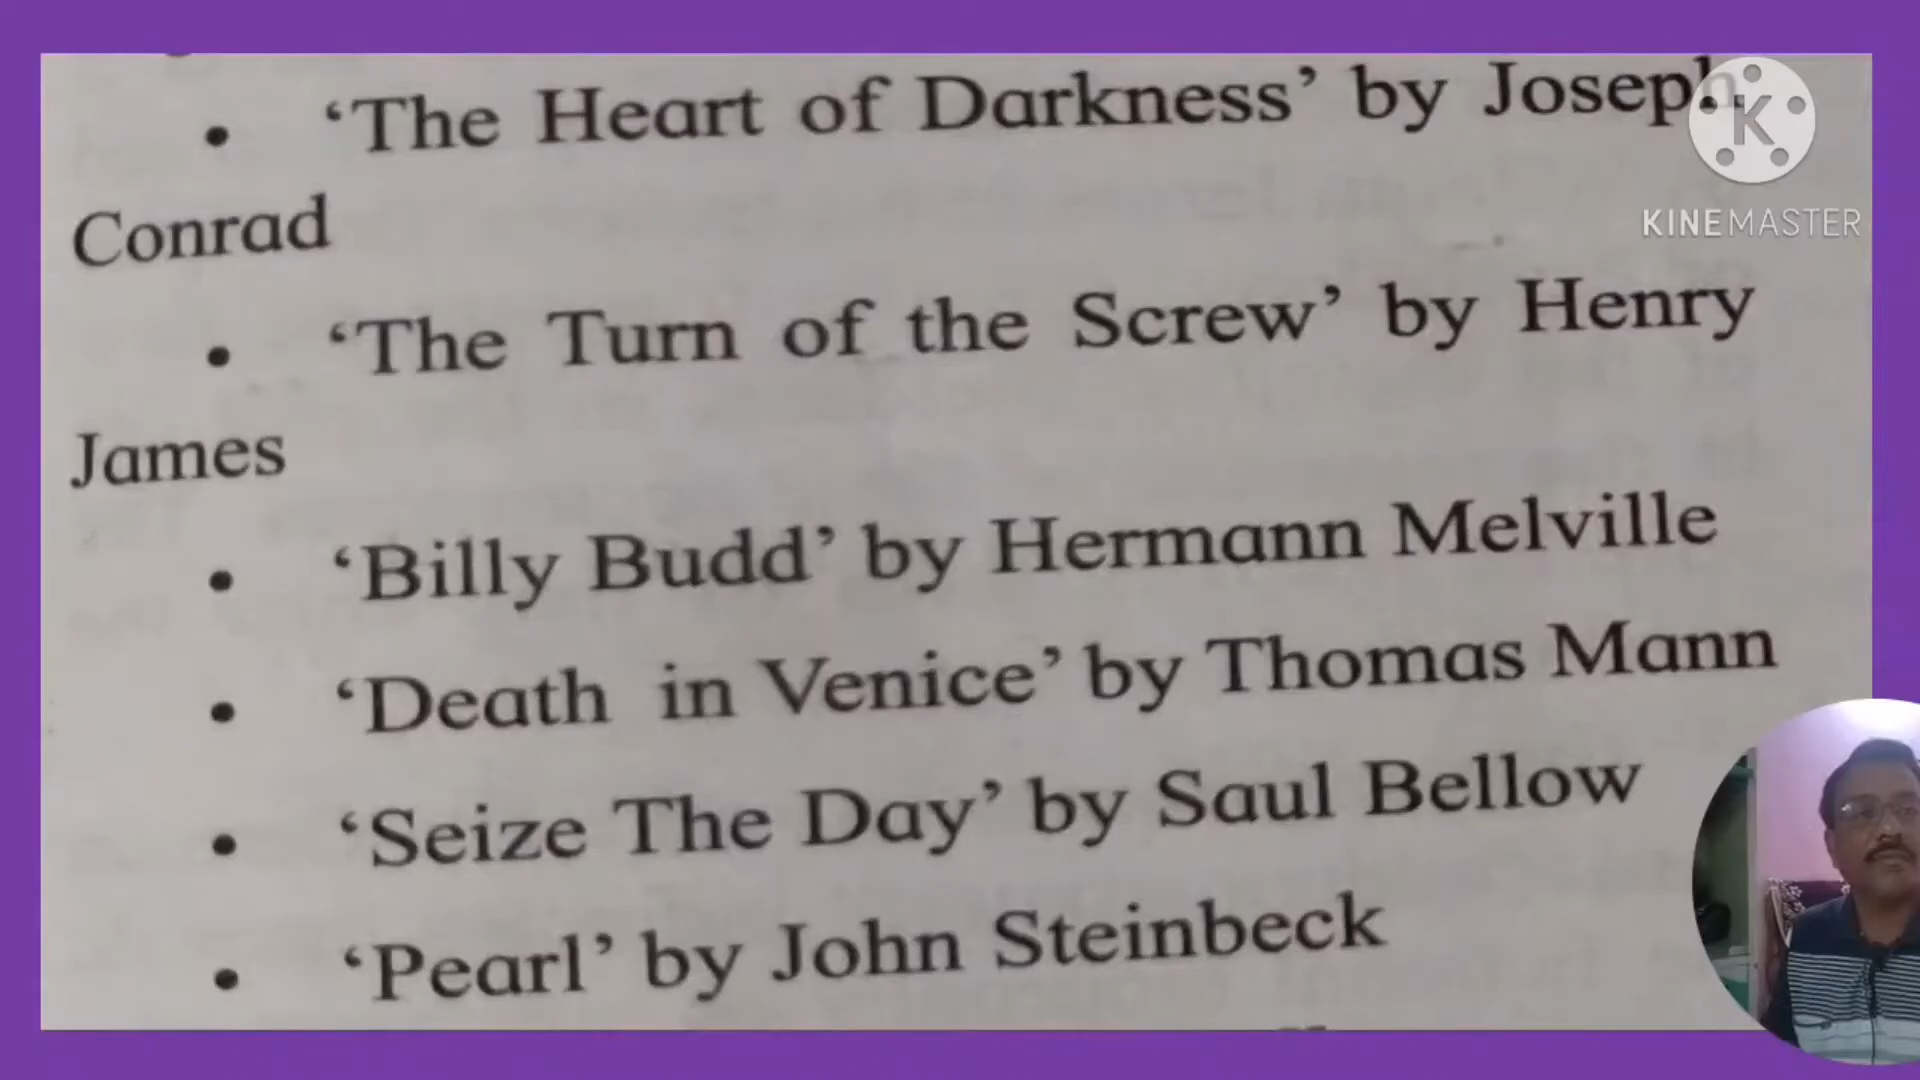 • ‘The Heart of Darkness’ by Joseph
Conrad
• ‘The Turn of the Screw’ by Henry
James
• ‘Billy Budd’ by Hermann Melville
• ‘Death in Venice’ by Thomas Mann
• ‘Seize The Day’ by Saul Bellow
• ‘Pearl’ by John Steinbeck
K
KINEMASTER